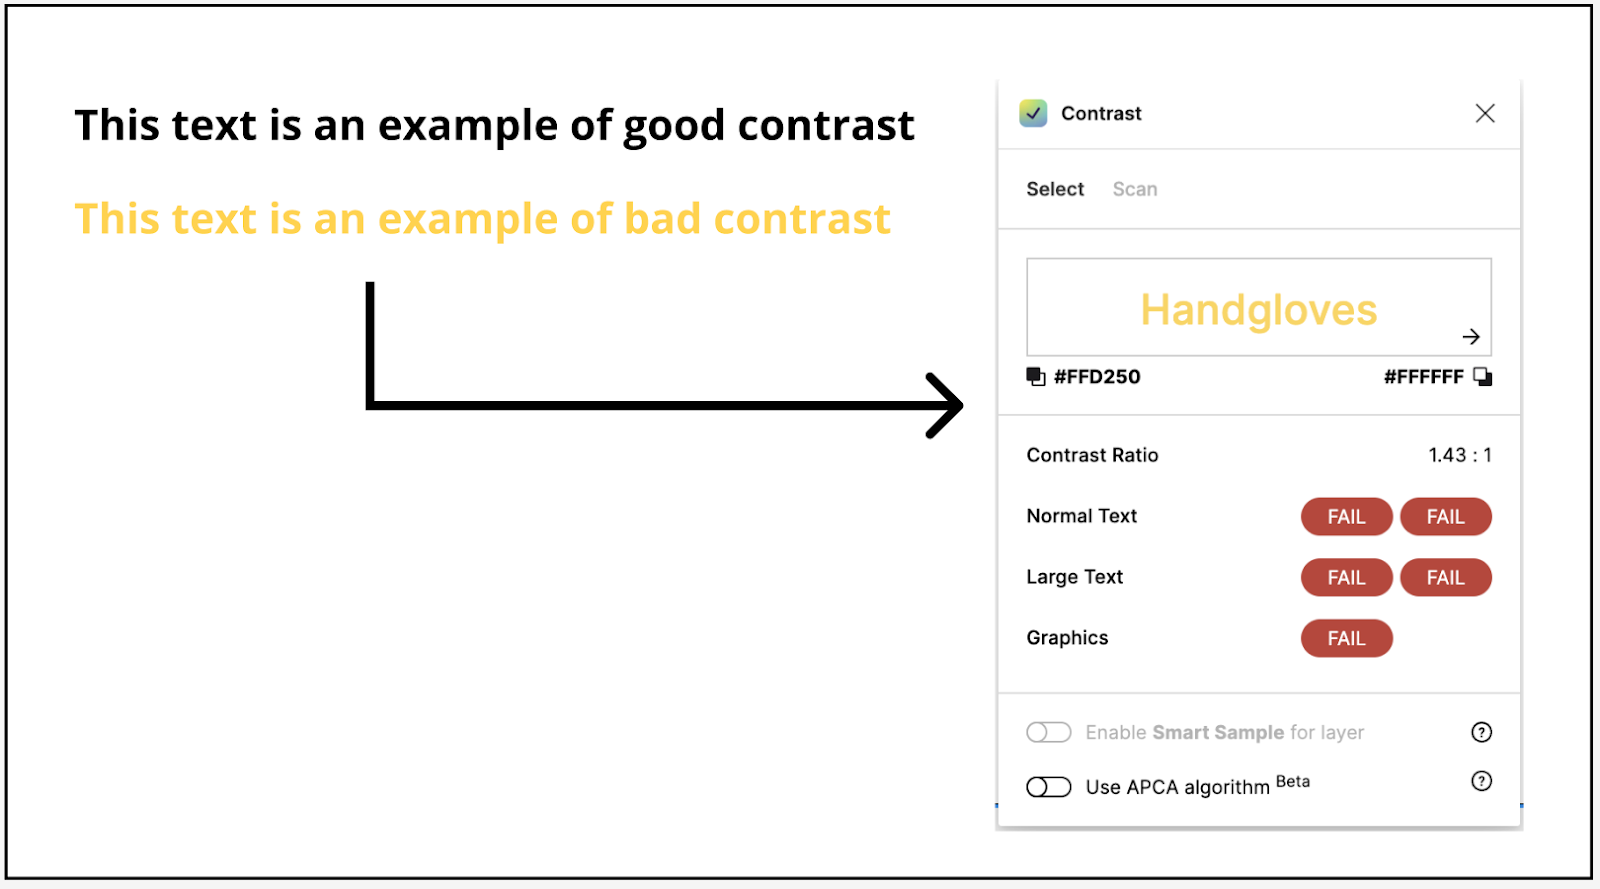 This text is an example of good contrast
This text is an example of bad contrast
Contrast
Select Scan
Handgloves
#FFD250 #FFFFFF
Contrast Ratio 1.43 : 1
Normal Text FAIL FAIL
Large Text FAIL FAIL
Graphics FAIL
Enable Smart Sample for layer ?
Use APCA algorithm Beta ?